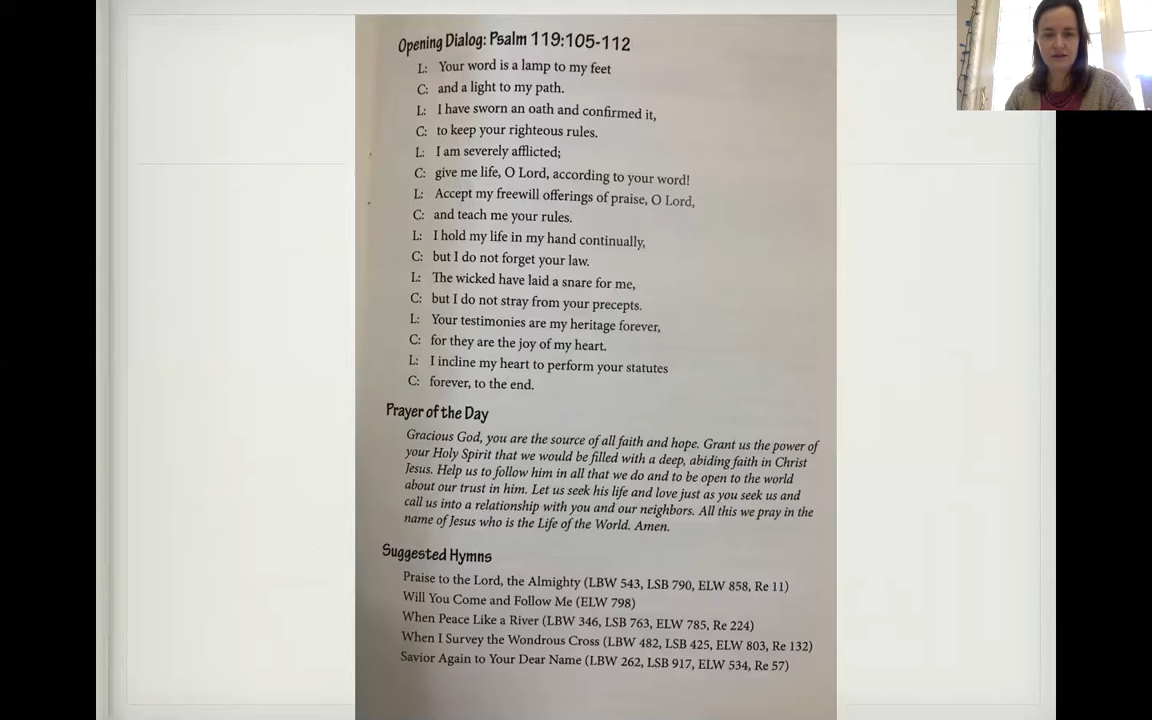 Opening Dialog: Psalm 119:105-112
L: Your word is a lamp to my feet
C: and a light to my path.
L: I have sworn an oath and confirmed it,
C: to keep your righteous rules.
L: I am severely afflicted;
C: give me life, O Lord, according to your word!
L: Accept my freewill offerings of praise, O Lord,
C: and teach me your rules.
L: I hold my life in my hand continually,
C: but I do not forget your law.
L: The wicked have laid a snare for me,
C: but I do not stray from your precepts.
L: Your testimonies are my heritage forever,
C: for they are the joy of my heart.
L: I incline my heart to perform your statutes
C: forever, to the end.
Prayer of the Day
Gracious God, you are the source of all faith and hope. Grant us the power of
your Holy Spirit that we would be filled with a deep, abiding faith in Christ
Jesus. Help us to follow him in all that we do and to be open to the world
about our trust in him. Let us seek his life and love just as you seek us and
call us into a relationship with you and our neighbors. All this we pray in the
name of Jesus who is the Life of the World. Amen.
Suggested Hymns
Praise to the Lord, the Almighty (LBW 543, LSB 790, ELW 858, Re 11)
Will You Come and Follow Me (ELW 798)
When Peace Like a River (LBW 346, LSB 763, ELW 785, Re 224)
When I Survey the Wondrous Cross (LBW 482, LSB 425, ELW 803, Re 132)
Savior Again to Your Dear Name (LBW 262, LSB 917, ELW 534, Re 57)